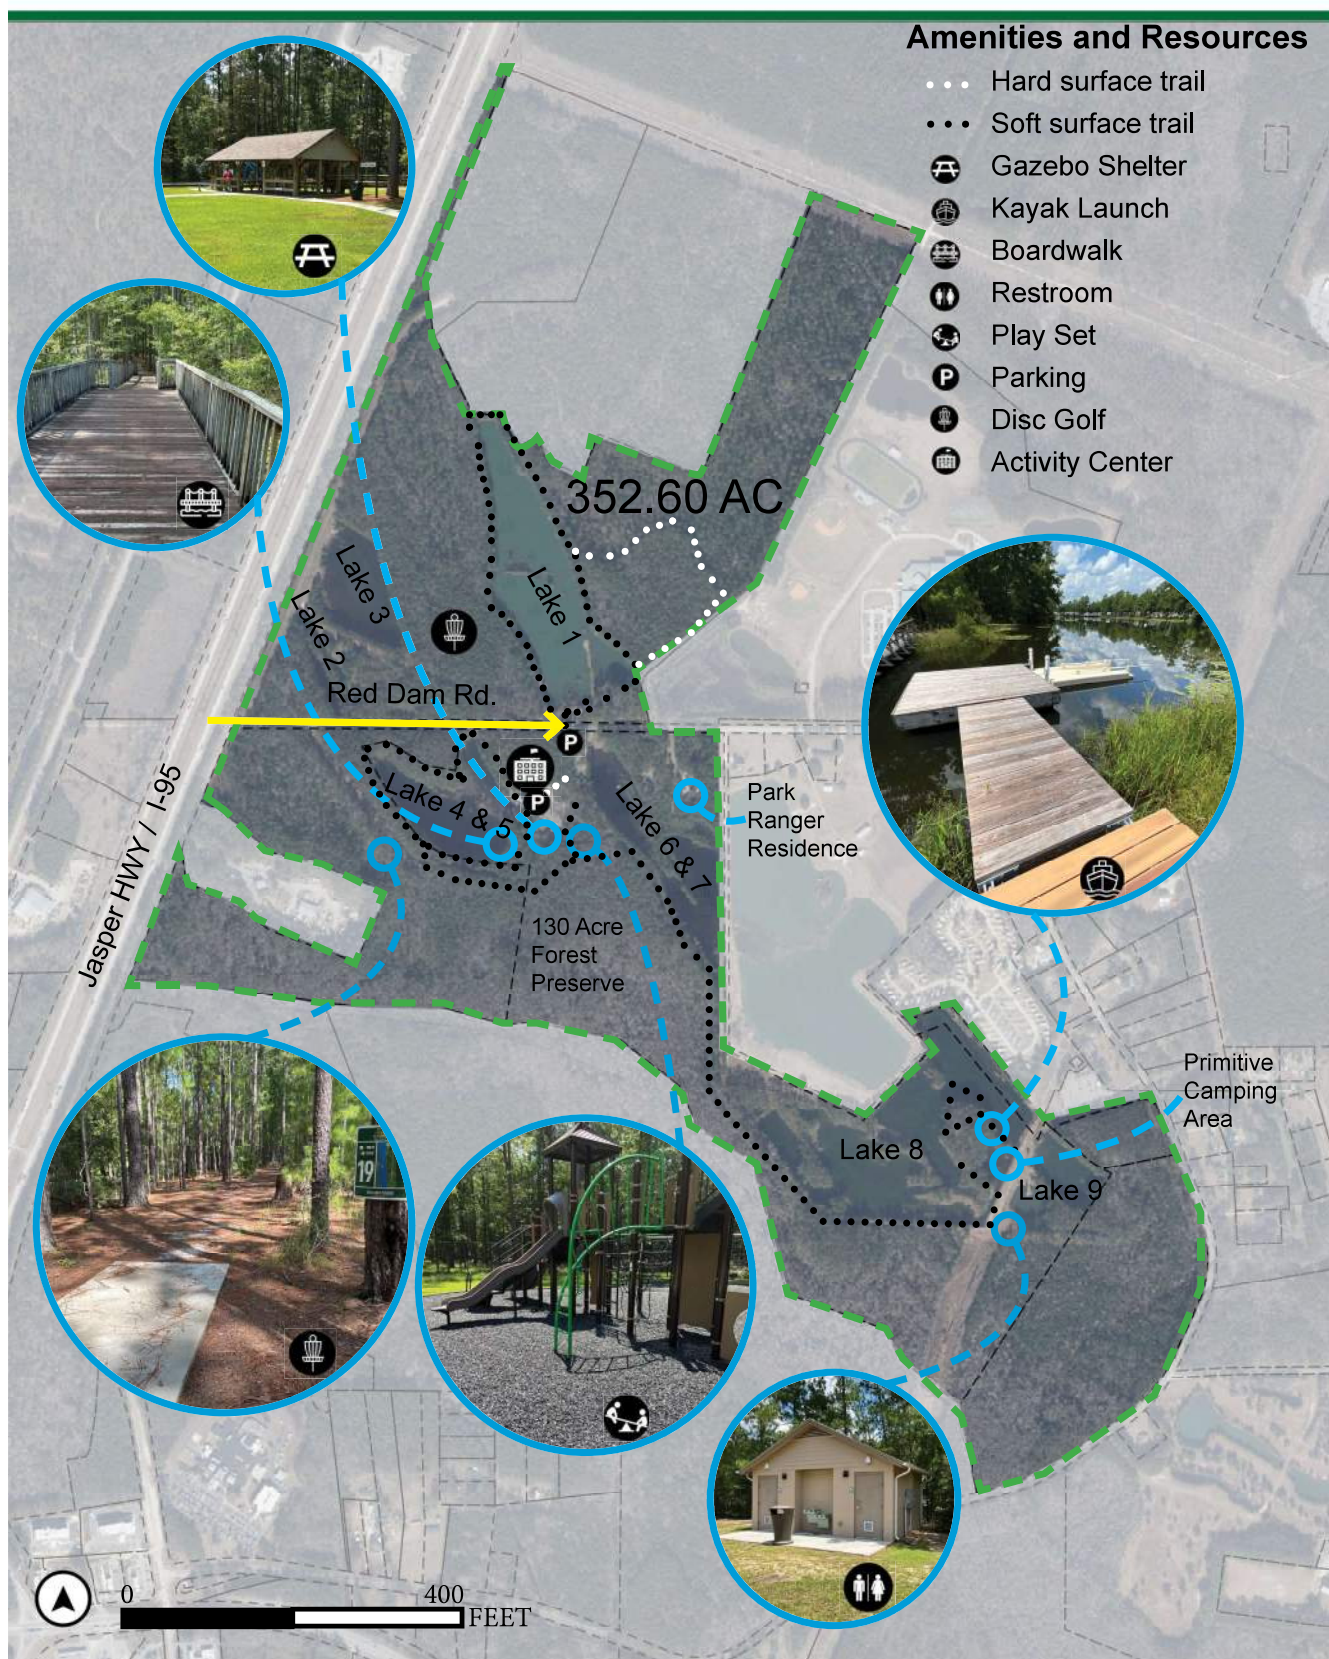 Amenities and Resources
Hard surface trail
Soft surface trail
Gazebo Shelter
Kayak Launch
Boardwalk
Restroom
Play Set
P
Parking
Disc Golf
Activity Center
352.60 AC
Lake 3
Lake 2
Lake 1
Red Dam Rd.
P
P
Lake 4 & 5
Lake 6 & 7
Park
Ranger
Residence
Jasper HWY / I-95
130 Acre
Forest
Preserve
Primitive
Camping
Area
Lake 8
Lake 9
19
0 400
FEET